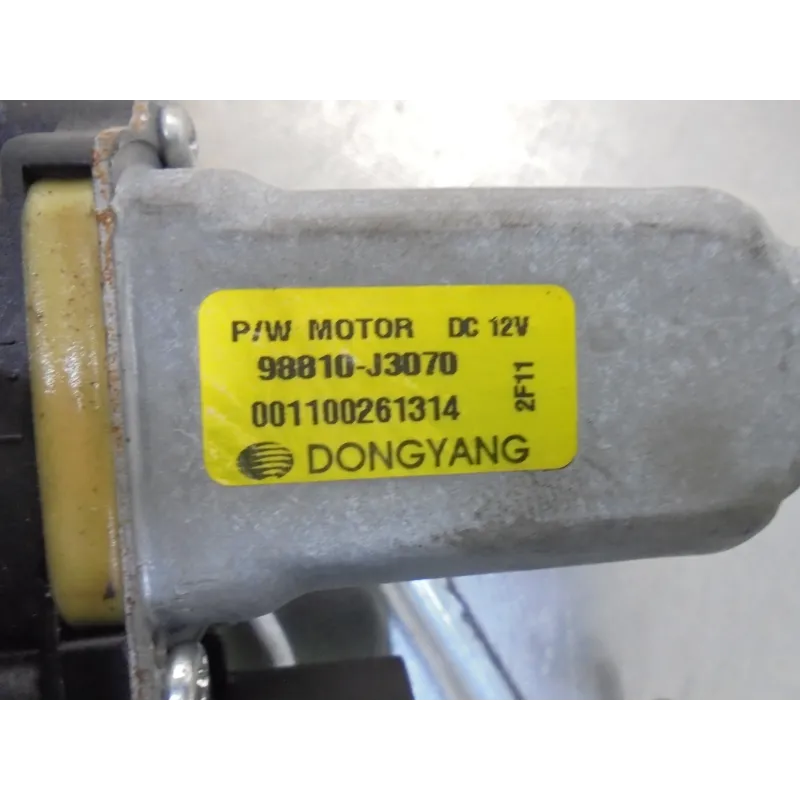 P/W MOTOR DC 12V
98810-J3070
001100261314
2F11
DONGYANG